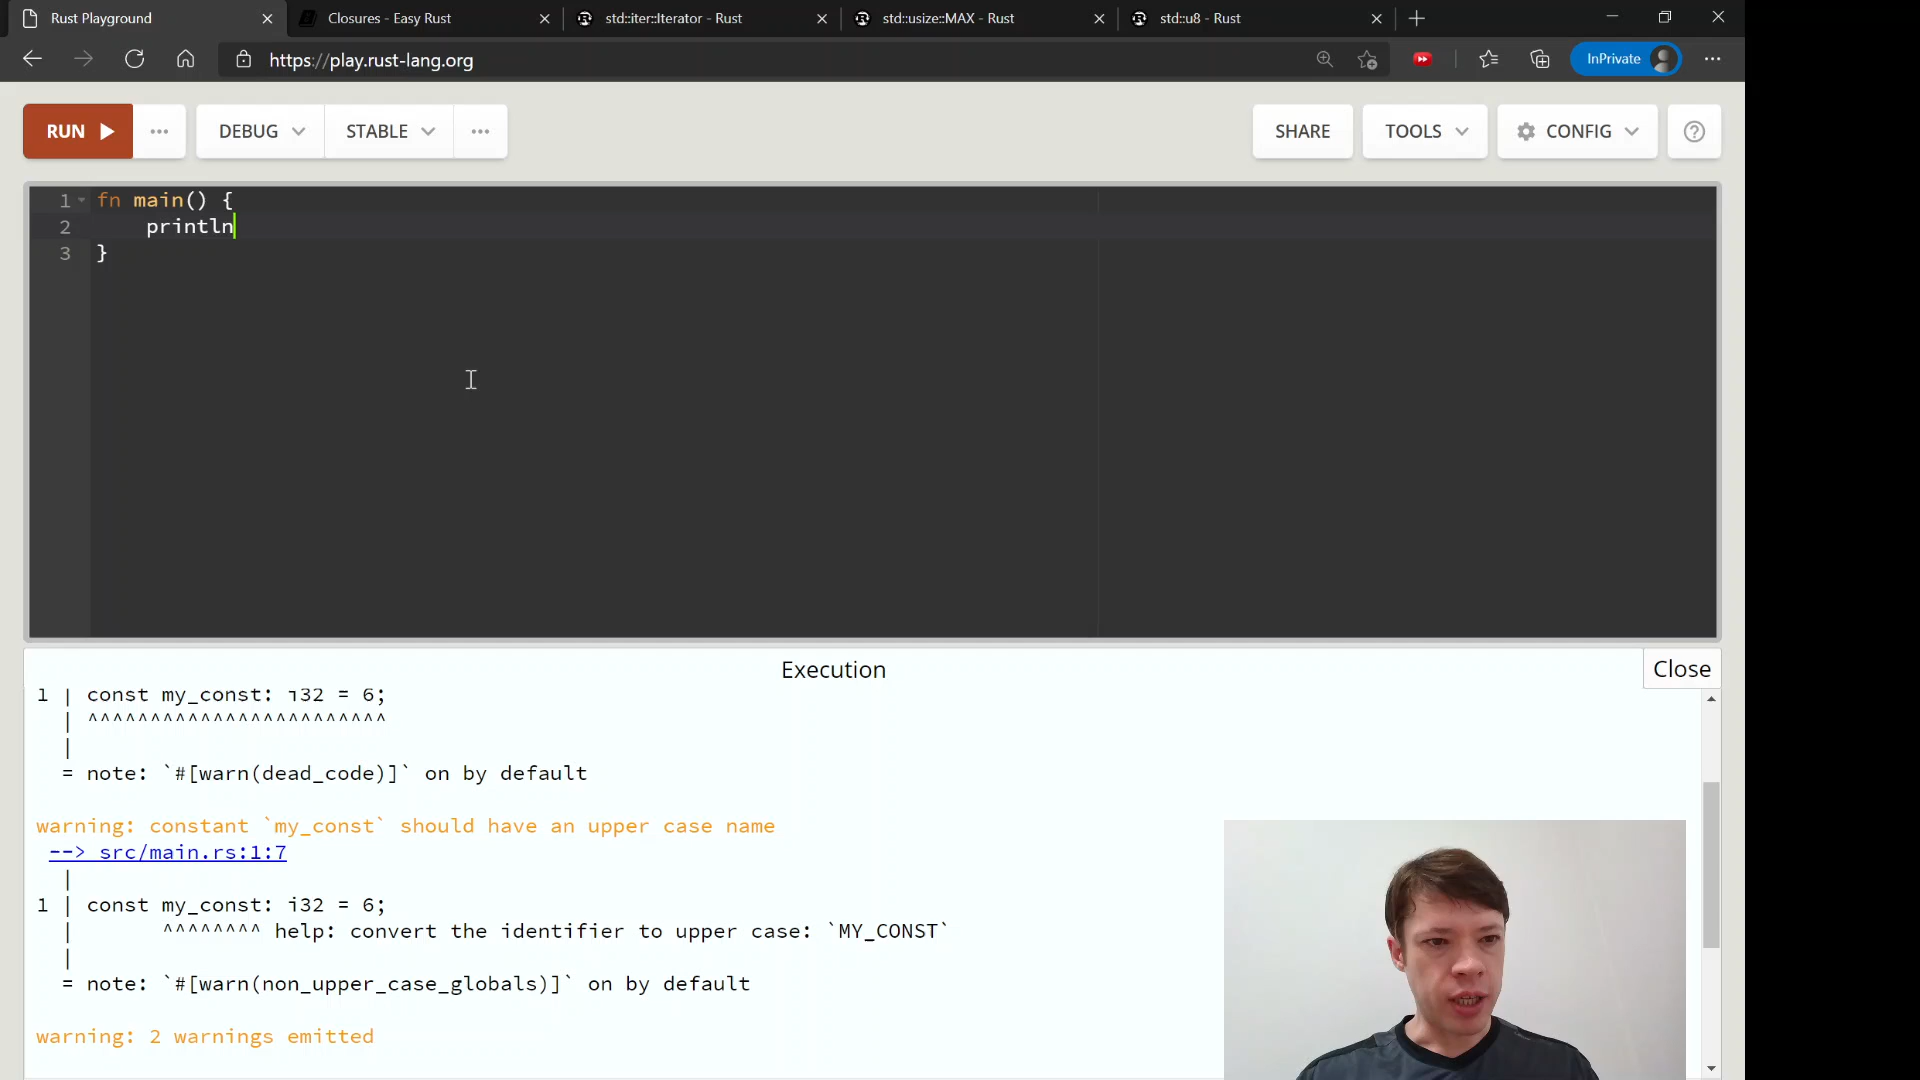 Rust Playground
Closures - Easy Rust
std::iter::Iterator - Rust
std::usize::MAX - Rust
std::u8 - Rust
https://play.rust-lang.org
InPrivate
RUN
DEBUG
STABLE
SHARE
TOOLS
CONFIG
1 fn main() {
2 println
3 }
Execution
Close
1 | const my_const: i32 = 6;
| ^^^^^^^^^^^^^^^^^^^^^^^^
|
= note: `#[warn(dead_code)]` on by default
warning: constant `my_const` should have an upper case name
--> src/main.rs:1:7
|
1 | const my_const: i32 = 6;
| ^^^^^^^^ help: convert the identifier to upper case: `MY_CONST`
|
= note: `#[warn(non_upper_case_globals)]` on by default
warning: 2 warnings emitted